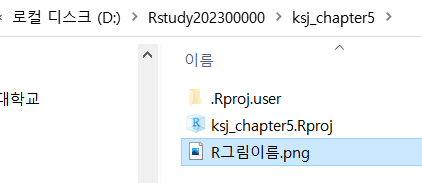 로컬 디스크 (D:) > Rstudy202300000 > ksj_chapter5 >
이름
.Rproj.user
대학교
ksj_chapter5.Rproj
R그림이름.png